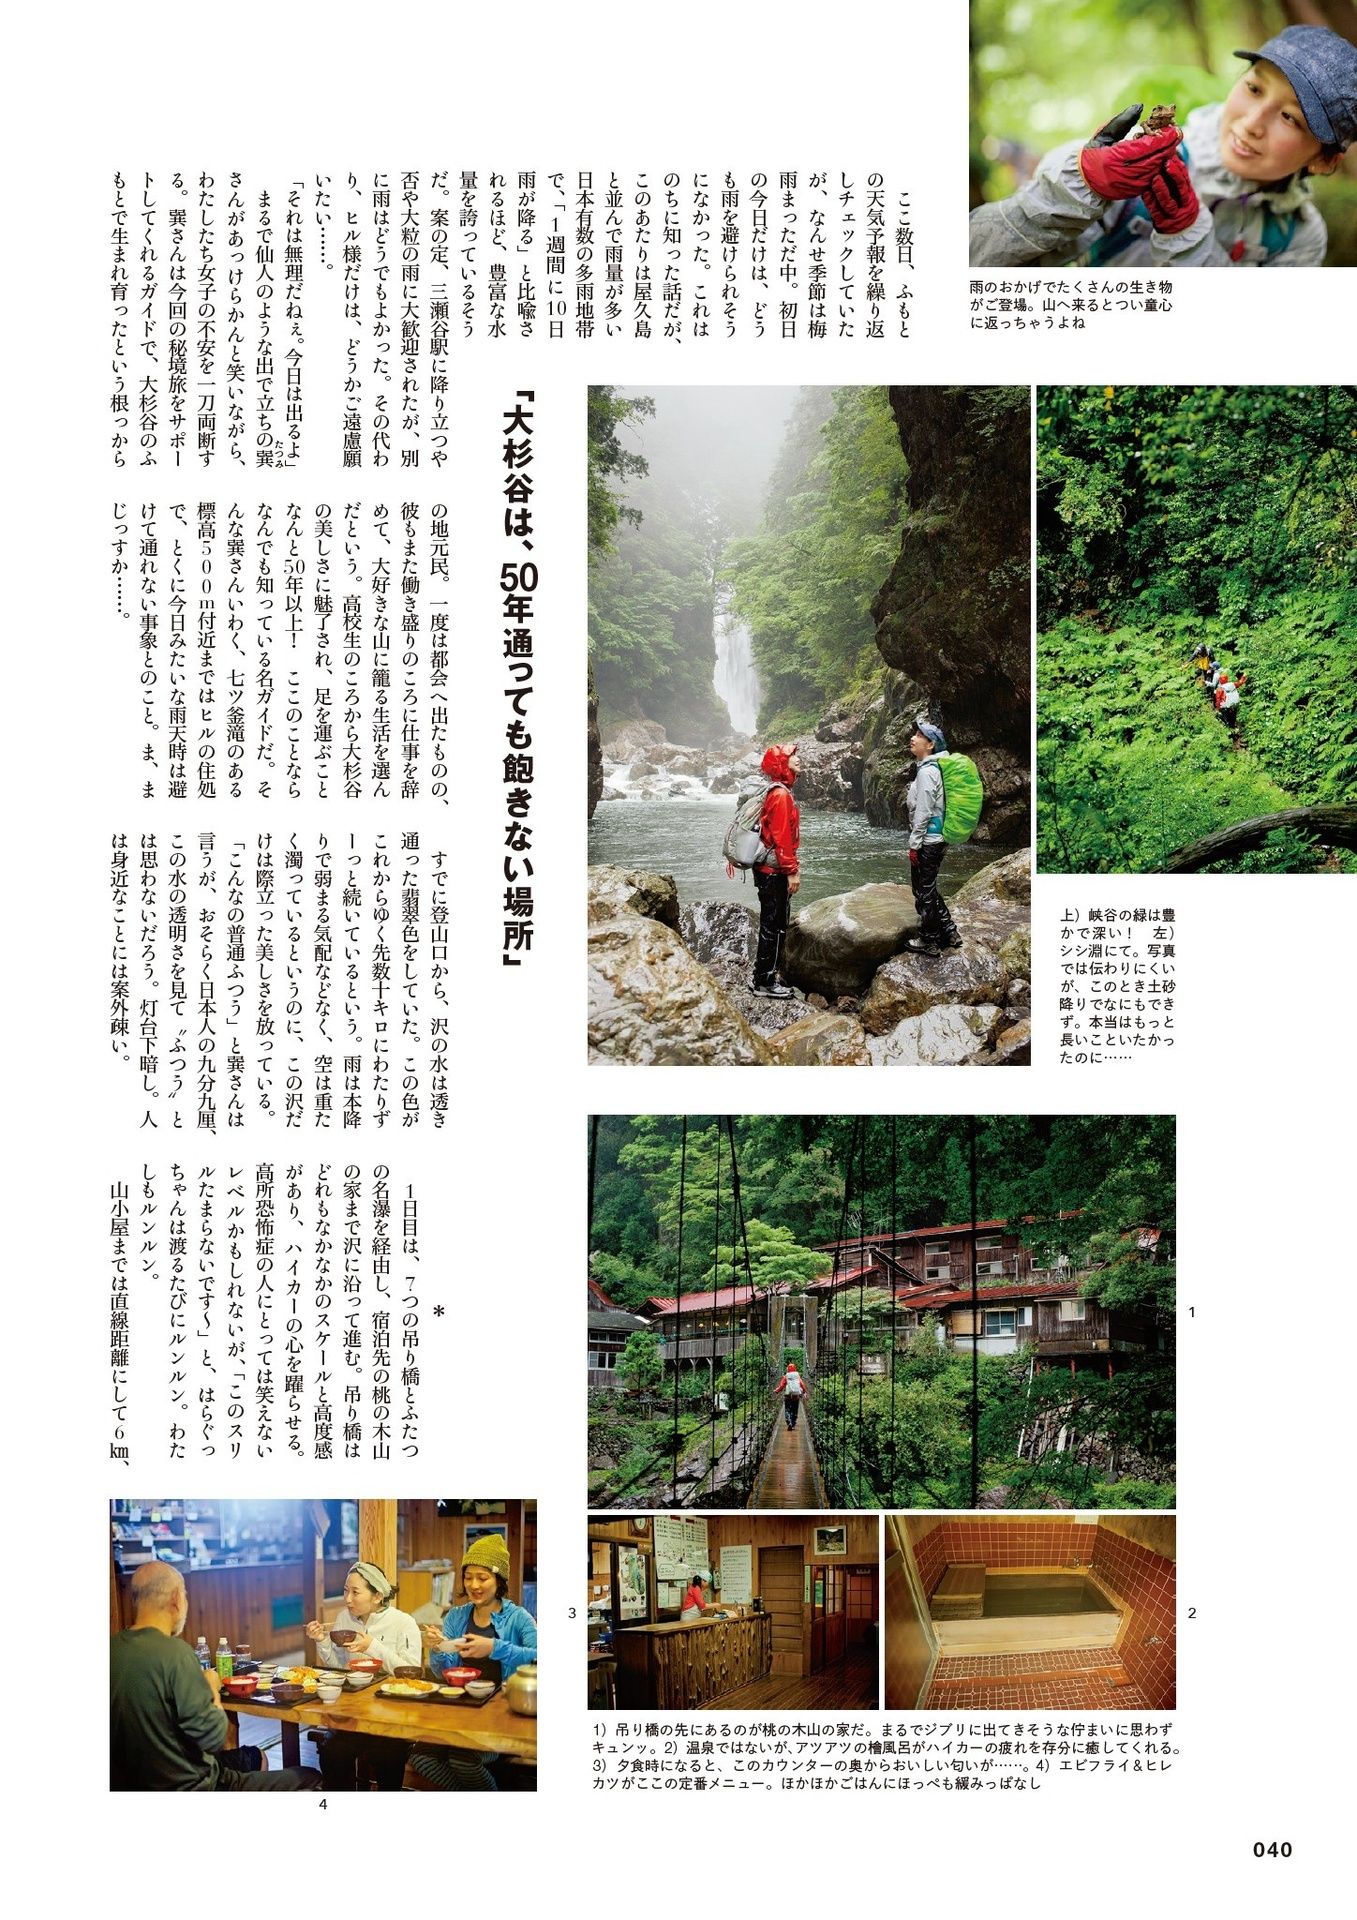 雨のおかげでたくさんの生き物
がご登場。山へ来るとつい童心
に返っちゃうよね
ここ数日、ふもと
の天気予報を繰り返
しチェックしていた
が、なんせ季節は梅
雨まっただ中。初日
の今日だけは、どう
も雨を避けられそう
になかった。これは
のちに知った話だが、
このあたりは屋久島
と並んで雨量が多い
日本有数の多雨地帯
で、「1週間に10日
雨が降る」と比喩さ
れるほど、豊富な水
量を誇っているそう
だ。案の定、三瀬谷駅に降り立つや
否や大粒の雨に大歓迎されたが、別
に雨はどうでもよかった。その代わ
り、ヒル様だけは、どうかご遠慮願
いたい……。
「それは無理だねぇ。今日は出るよ」
まるで仙人のような出で立ちの巽
たつみ
さんがあっけらかんと笑いながら、
わたしたち女子の不安を一刀両断す
る。巽さんは今回の秘境旅をサポー
トしてくれるガイドで、大杉谷のふ
もとで生まれ育ったという根っから
「大杉谷は、50年通っても飽きない場所」
の地元民。一度は都会へ出たものの、
彼もまた働き盛りのころに仕事を辞
めて、大好きな山に籠る生活を選ん
だという。高校生のころから大杉谷
の美しさに魅了され、足を運ぶこと
なんと50年以上！　ここのことなら
なんでも知っている名ガイドだ。そ
んな巽さんいわく、七ツ釜滝のある
標高500m付近まではヒルの住処
で、とくに今日みたいな雨天時は避
けて通れない事象とのこと。ま、ま
じっすか……。
すでに登山口から、沢の水は透き
通った翡翠色をしていた。この色が
これからゆく先数十キロにわたりず
ーっと続いているという。雨は本降
りで弱まる気配などなく、空は重た
く濁っているというのに、この沢だ
けは際立った美しさを放っている。
「こんなの普通ふつう」と巽さんは
言うが、おそらく日本人の九分九厘、
この水の透明さを見て〝ふつう〟と
は思わないだろう。灯台下暗し。人
は身近なことには案外疎い。
＊
1日目は、7つの吊り橋とふたつ
の名瀑を経由し、宿泊先の桃の木山
の家まで沢に沿って進む。吊り橋は
どれもなかなかのスケールと高度感
があり、ハイカーの心を躍らせる。
高所恐怖症の人にとっては笑えない
レベルかもしれないが、「このスリ
ルたまらないです〜」と、はらぐっ
ちゃんは渡るたびにルンルン。わた
しもルンルン。
山小屋までは直線距離にして6㎞、
上）峡谷の緑は豊
かで深い！　左）
シシ淵にて。写真
では伝わりにくい
が、このとき土砂
降りでなにもでき
ず。本当はもっと
長いこといたかっ
たのに……
1
3
2
4
1）吊り橋の先にあるのが桃の木山の家だ。まるでジブリに出てきそうな佇まいに思わず
キュンッ。2）温泉ではないが、アツアツの檜風呂がハイカーの疲れを存分に癒してくれる。
3）夕食時になると、このカウンターの奥からおいしい匂いが……。4）エビフライ＆ヒレ
カツがここの定番メニュー。ほかほかごはんにほっぺも緩みっぱなし
040